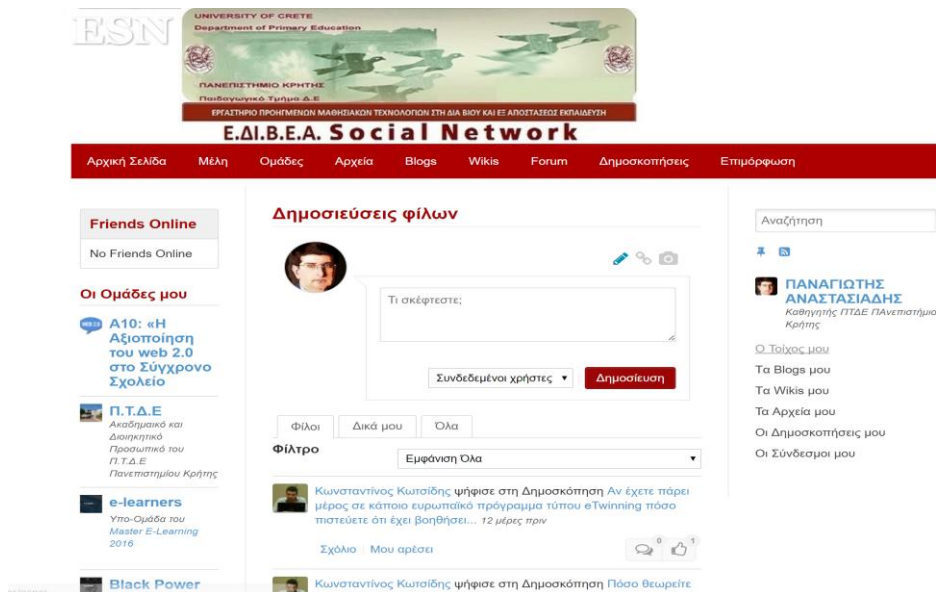 ESN
UNIVERSITY OF CRETE
Department of Primary Education
ΠΑΝΕΠΙΣΤΗΜΙΟ ΚΡΗΤΗΣ
Παιδαγωγικό Τμήμα Δ.Ε
ΕΡΓΑΣΤΗΡΙΟ ΠΡΟΗΓΜΕΝΩΝ ΜΑΘΗΣΙΑΚΩΝ ΤΕΧΝΟΛΟΓΙΩΝ ΣΤΗ ΔΙΑ ΒΙΟΥ ΚΑΙ ΕΞ ΑΠΟΣΤΑΣΕΩΣ ΕΚΠΑΙΔΕΥΣΗ
Ε.ΔΙ.Β.Ε.Α. Social Network
Αρχική Σελίδα Μέλη Ομάδες Αρχεία Blogs Wikis Forum Δημοσκοπήσεις Επιμόρφωση
Friends Online
No Friends Online
Οι Ομάδες μου
WEB 2.0
Α10: «Η
Αξιοποίηση
του web 2.0
στο Σύγχρονο
Σχολείο
Π.Τ.Δ.Ε
Ακαδημαικό και
Διοικητικό
Προσωπικό του
Π.Τ.Δ.Ε
Πανεπιστημίου Κρήτης
e-learners
Υπο-Ομάδα του
Master E-Learning
2016
Black Power
Δημοσιεύσεις φίλων
Τι σκέφτεστε;
Συνδεδεμένοι χρήστες
Δημοσίευση
Φίλοι Δικά μου Όλα
Φίλτρο
Εμφάνιση Όλα
Κωνσταντίνος Κωτσίδης ψήφισε στη Δημοσκόπηση Αν έχετε πάρει
μέρος σε κάποιο ευρωπαϊκό πρόγραμμα τύπου eTwinning πόσο
πιστεύετε ότι έχει βοηθήσει... 12 μέρες πριν
Σχόλιο Μου αρέσει
0 1
Κωνσταντίνος Κωτσίδης ψήφισε στη Δημοσκόπηση Πόσο θεωρείτε
Αναζήτηση
ΠΑΝΑΓΙΩΤΗΣ
ΑΝΑΣΤΑΣΙΑΔΗΣ
Καθηγητής ΠΤΔΕ ΠΑνεπιστήμιο
Κρήτης
Ο Τοίχος μου
Τα Blogs μου
Τα Wikis μου
Τα Αρχεία μου
Οι Δημοσκοπήσεις μου
Οι Σύνδεσμοι μου